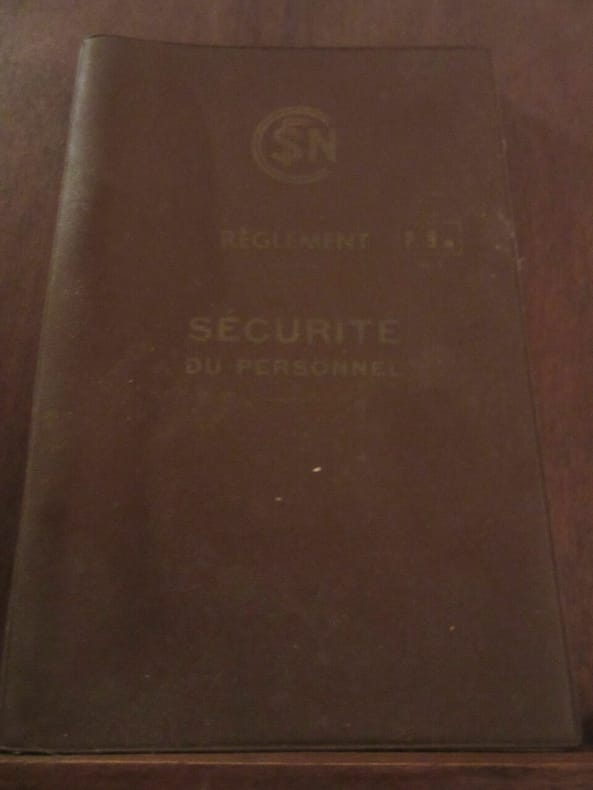 SN
RÈGLEMENT
SÉCURITÉ
DU PERSONNEL